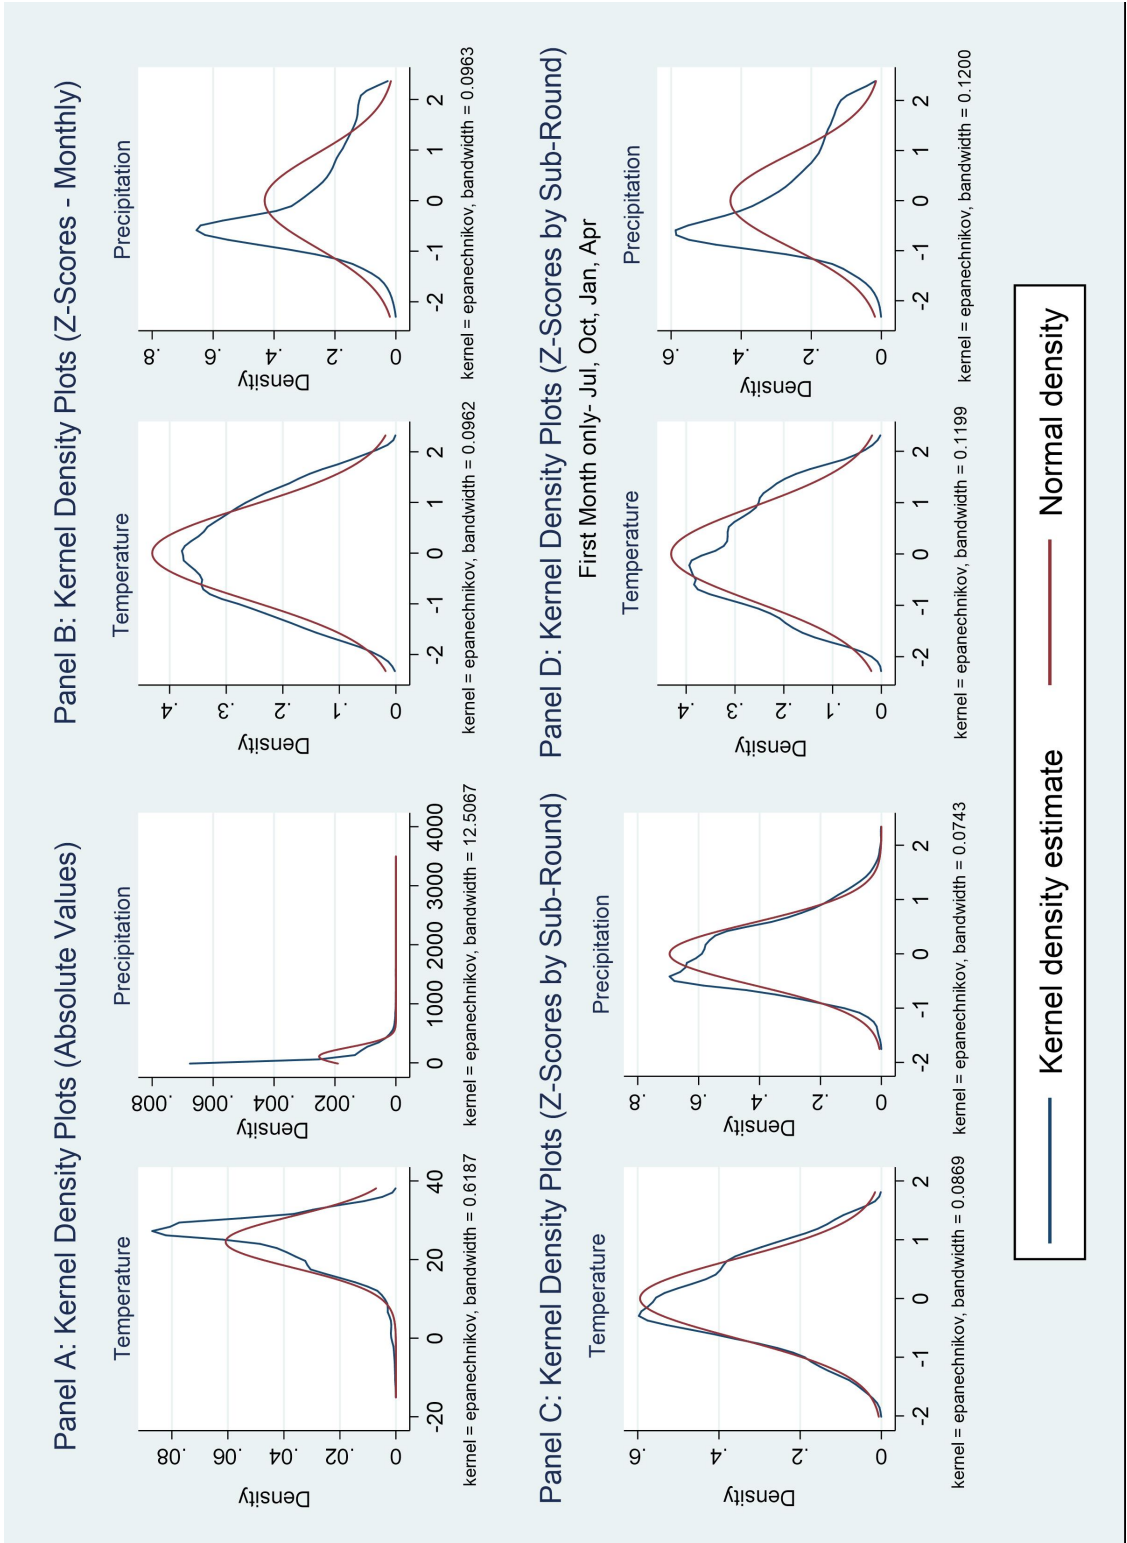 Panel A: Kernel Density Plots (Absolute Values)
Temperature
Density
0 .02 .04 .06 .08
-20 0 20 40
kernel = epanechnikov, bandwidth = 0.6187
Precipitation
Density
0 .002 .004 .006 .008
0 1000 2000 3000 4000
kernel = epanechnikov, bandwidth = 12.5067
Panel B: Kernel Density Plots (Z-Scores - Monthly)
Temperature
Density
0 .1 .2 .3 .4
-2 -1 0 1 2
kernel = epanechnikov, bandwidth = 0.0962
Precipitation
Density
0 .2 .4 .6 .8
-2 -1 0 1 2
kernel = epanechnikov, bandwidth = 0.0963
Panel C: Kernel Density Plots (Z-Scores by Sub-Round)
Temperature
Density
0 .2 .4 .6
-2 -1 0 1 2
kernel = epanechnikov, bandwidth = 0.0869
Precipitation
Density
0 .2 .4 .6 .8
-2 -1 0 1 2
kernel = epanechnikov, bandwidth = 0.0743
Panel D: Kernel Density Plots (Z-Scores by Sub-Round)
First Month only- Jul, Oct, Jan, Apr
Temperature
Density
0 .1 .2 .3 .4
-2 -1 0 1 2
kernel = epanechnikov, bandwidth = 0.1199
Precipitation
Density
0 .2 .4 .6
-2 -1 0 1 2
kernel = epanechnikov, bandwidth = 0.1200
Kernel density estimate
Normal density